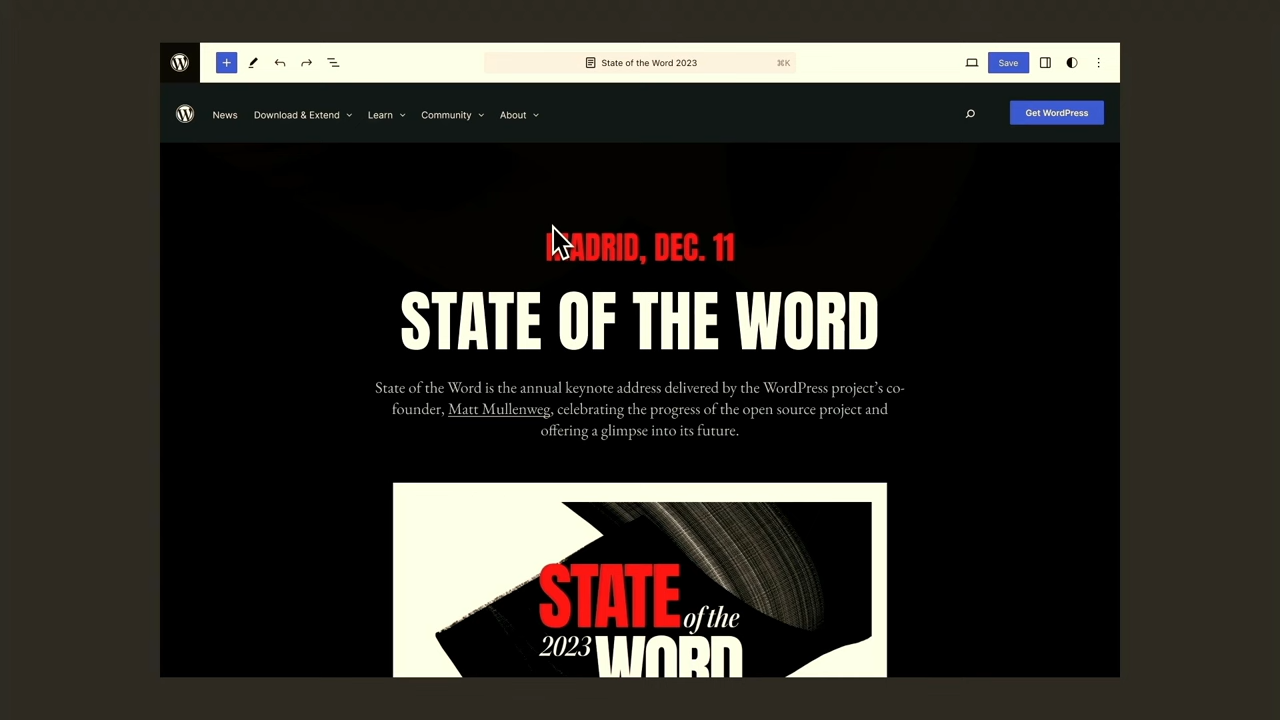 State of the Word 2023
⌘K
Save
News
Download & Extend
Learn
Community
About
Get WordPress
MADRID, DEC. 11
STATE OF THE WORD
State of the Word is the annual keynote address delivered by the WordPress project’s co-
founder, Matt Mullenweg, celebrating the progress of the open source project and
offering a glimpse into its future.
STATE
of the
2023
WORD